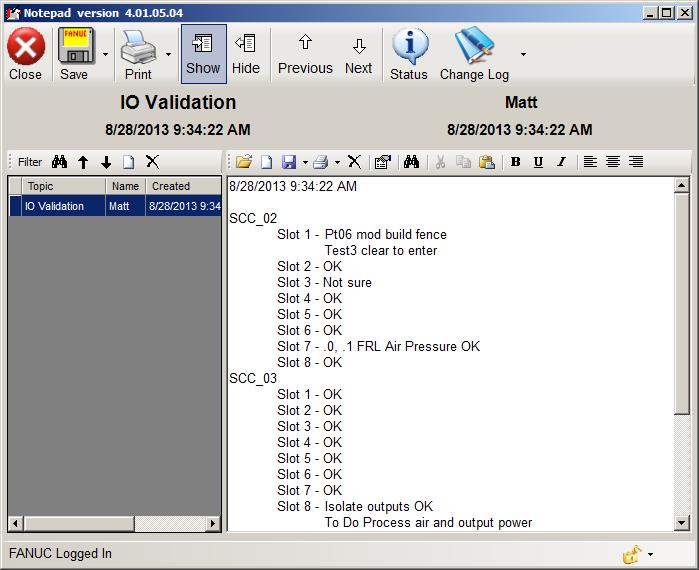 Notepad version 4.01.05.04
FANUC
Close Save Print Show Hide Previous Next Status Change Log
IO Validation Matt
8/28/2013 9:34:22 AM 8/28/2013 9:34:22 AM
Filter B U I
Topic Name Created
IO Validation Matt 8/28/2013 9:34
8/28/2013 9:34:22 AM
SCC_02
Slot 1 - Pt06 mod build fence
Test3 clear to enter
Slot 2 - OK
Slot 3 - Not sure
Slot 4 - OK
Slot 5 - OK
Slot 6 - OK
Slot 7 - .0, .1 FRL Air Pressure OK
Slot 8 - OK
SCC_03
Slot 1 - OK
Slot 2 - OK
Slot 3 - OK
Slot 4 - OK
Slot 5 - OK
Slot 6 - OK
Slot 7 - OK
Slot 8 - Isolate outputs OK
To Do Process air and output power
FANUC Logged In